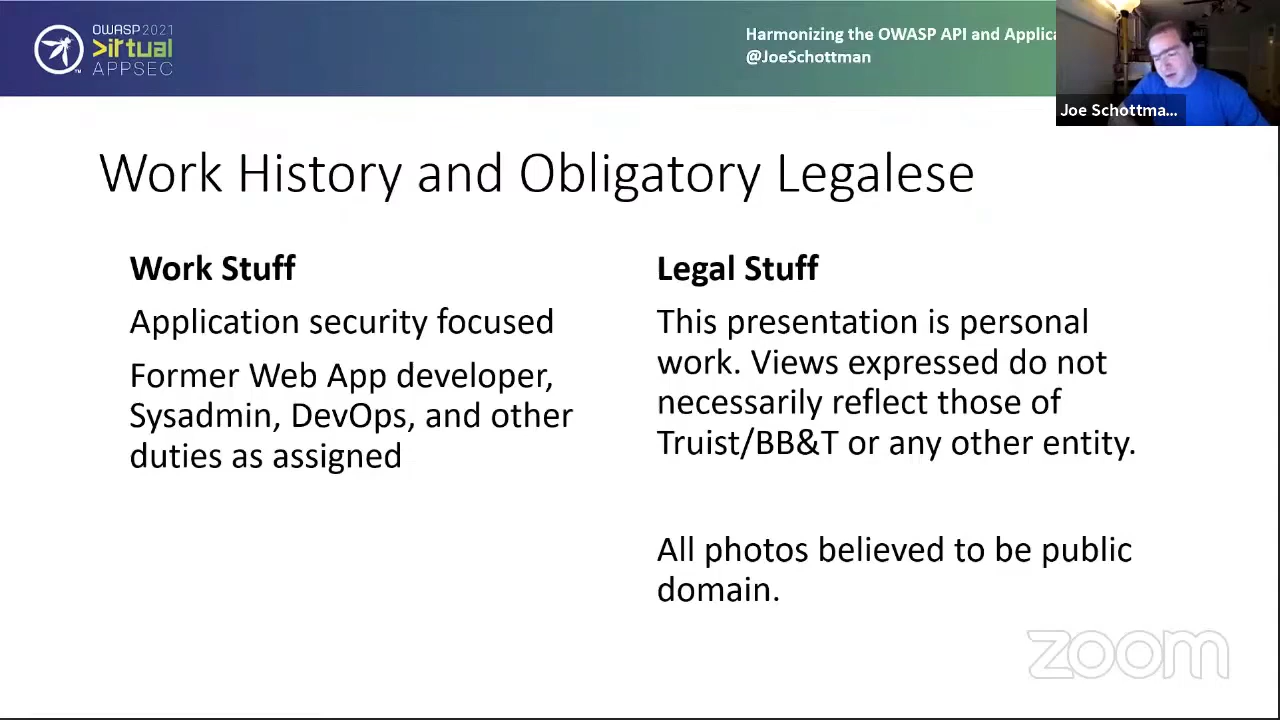 OWASP2021
>irtual
APPSEC
Harmonizing the OWASP API and Applica
@JoeSchottman
Joe Schottma...
Work History and Obligatory Legalese
Work Stuff
Application security focused
Former Web App developer,
Sysadmin, DevOps, and other
duties as assigned
Legal Stuff
This presentation is personal
work. Views expressed do not
necessarily reflect those of
Truist/BB&T or any other entity.
All photos believed to be public
domain.
zoom